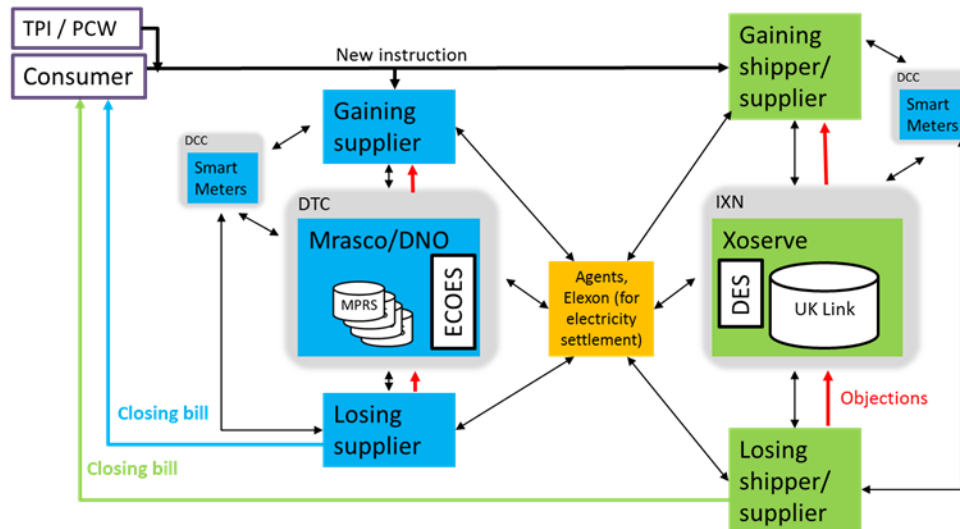 TPI / PCW
Consumer
New instruction
Gaining
shipper/
supplier
DCC
Smart
Meters
Gaining
supplier
DCC
Smart
Meters
DTC
Mrasco/DNO
MPRS
ECOES
Agents,
Elexon (for
electricity
settlement)
IXN
Xoserve
DES
UK Link
Losing
supplier
Closing bill
Closing bill
Objections
Losing
shipper/
supplier